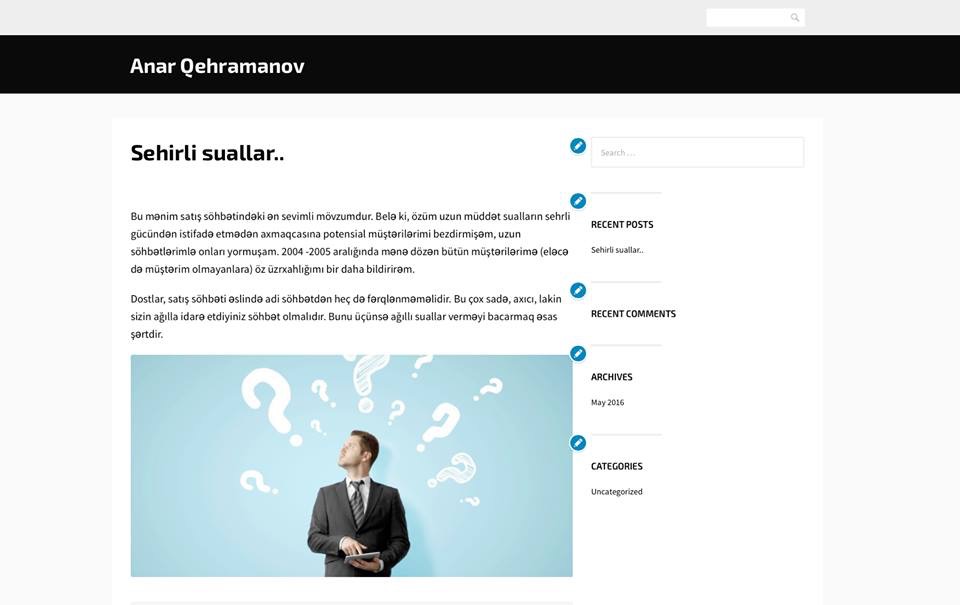 Anar Qehramanov
Sehirli suallar..
Bu mənim satış söhbətindəki ən sevimli mövzumdur. Belə ki, özüm uzun müddət sualların sehrli
gücündən istifadə etmədən axmaqcasına potensial müştərilərimi bezdirmişəm, uzun
söhbətlərimlə onları yormuşam. 2004 -2005 aralığında mənə dözən bütün müştərilərimə (eləcə
də müştərim olmayanlara) öz üzrxahlığımı bir daha bildirirəm.
Dostlar, satış söhbəti əslində adi söhbətdən heç də fərqlənməməlidir. Bu çox sadə, axıcı, lakin
sizin ağılla idarə etdiyiniz söhbət olmalıdır. Bunu üçünsə ağıllı suallar verməyi bacarmaq əsas
şərtdir.
Search …
RECENT POSTS
Sehirli suallar..
RECENT COMMENTS
ARCHIVES
May 2016
CATEGORIES
Uncategorized